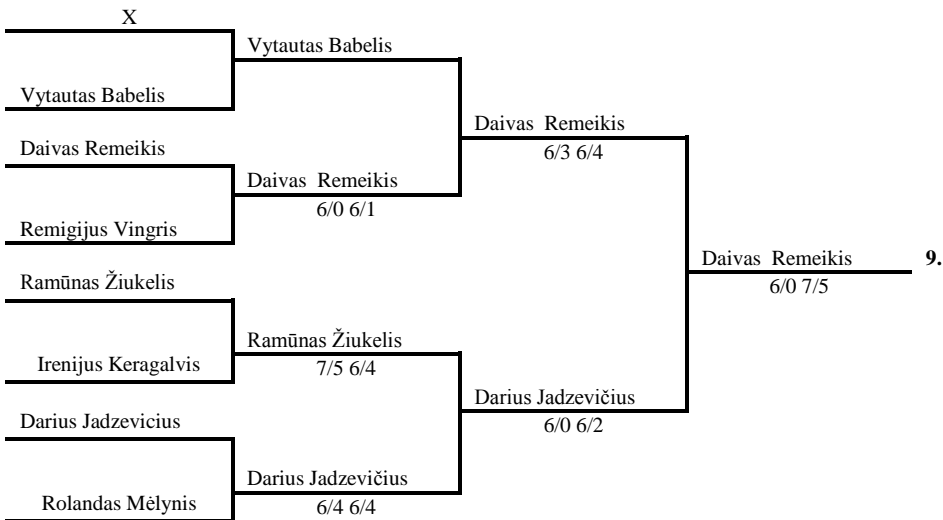 X
Vytautas Babelis
Vytautas Babelis
Daivas Remeikis
6/3 6/4
Daivas Remeikis
Daivas Remeikis
6/0 6/1
Remigijus Vingris
Daivas Remeikis 9.
6/0 7/5
Ramūnas Žiukelis
Ramūnas Žiukelis
7/5 6/4
Irenijus Keragalvis
Darius Jadzevičius
6/0 6/2
Darius Jadzevicius
Darius Jadzevičius
6/4 6/4
Rolandas Mėlynis